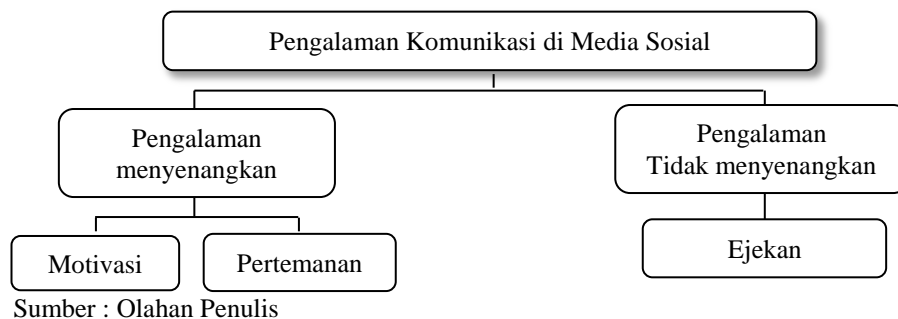 Pengalaman Komunikasi di Media Sosial
Pengalaman
menyenangkan
Pengalaman
Tidak menyenangkan
Motivasi
Pertemanan
Ejekan
Sumber : Olahan Penulis